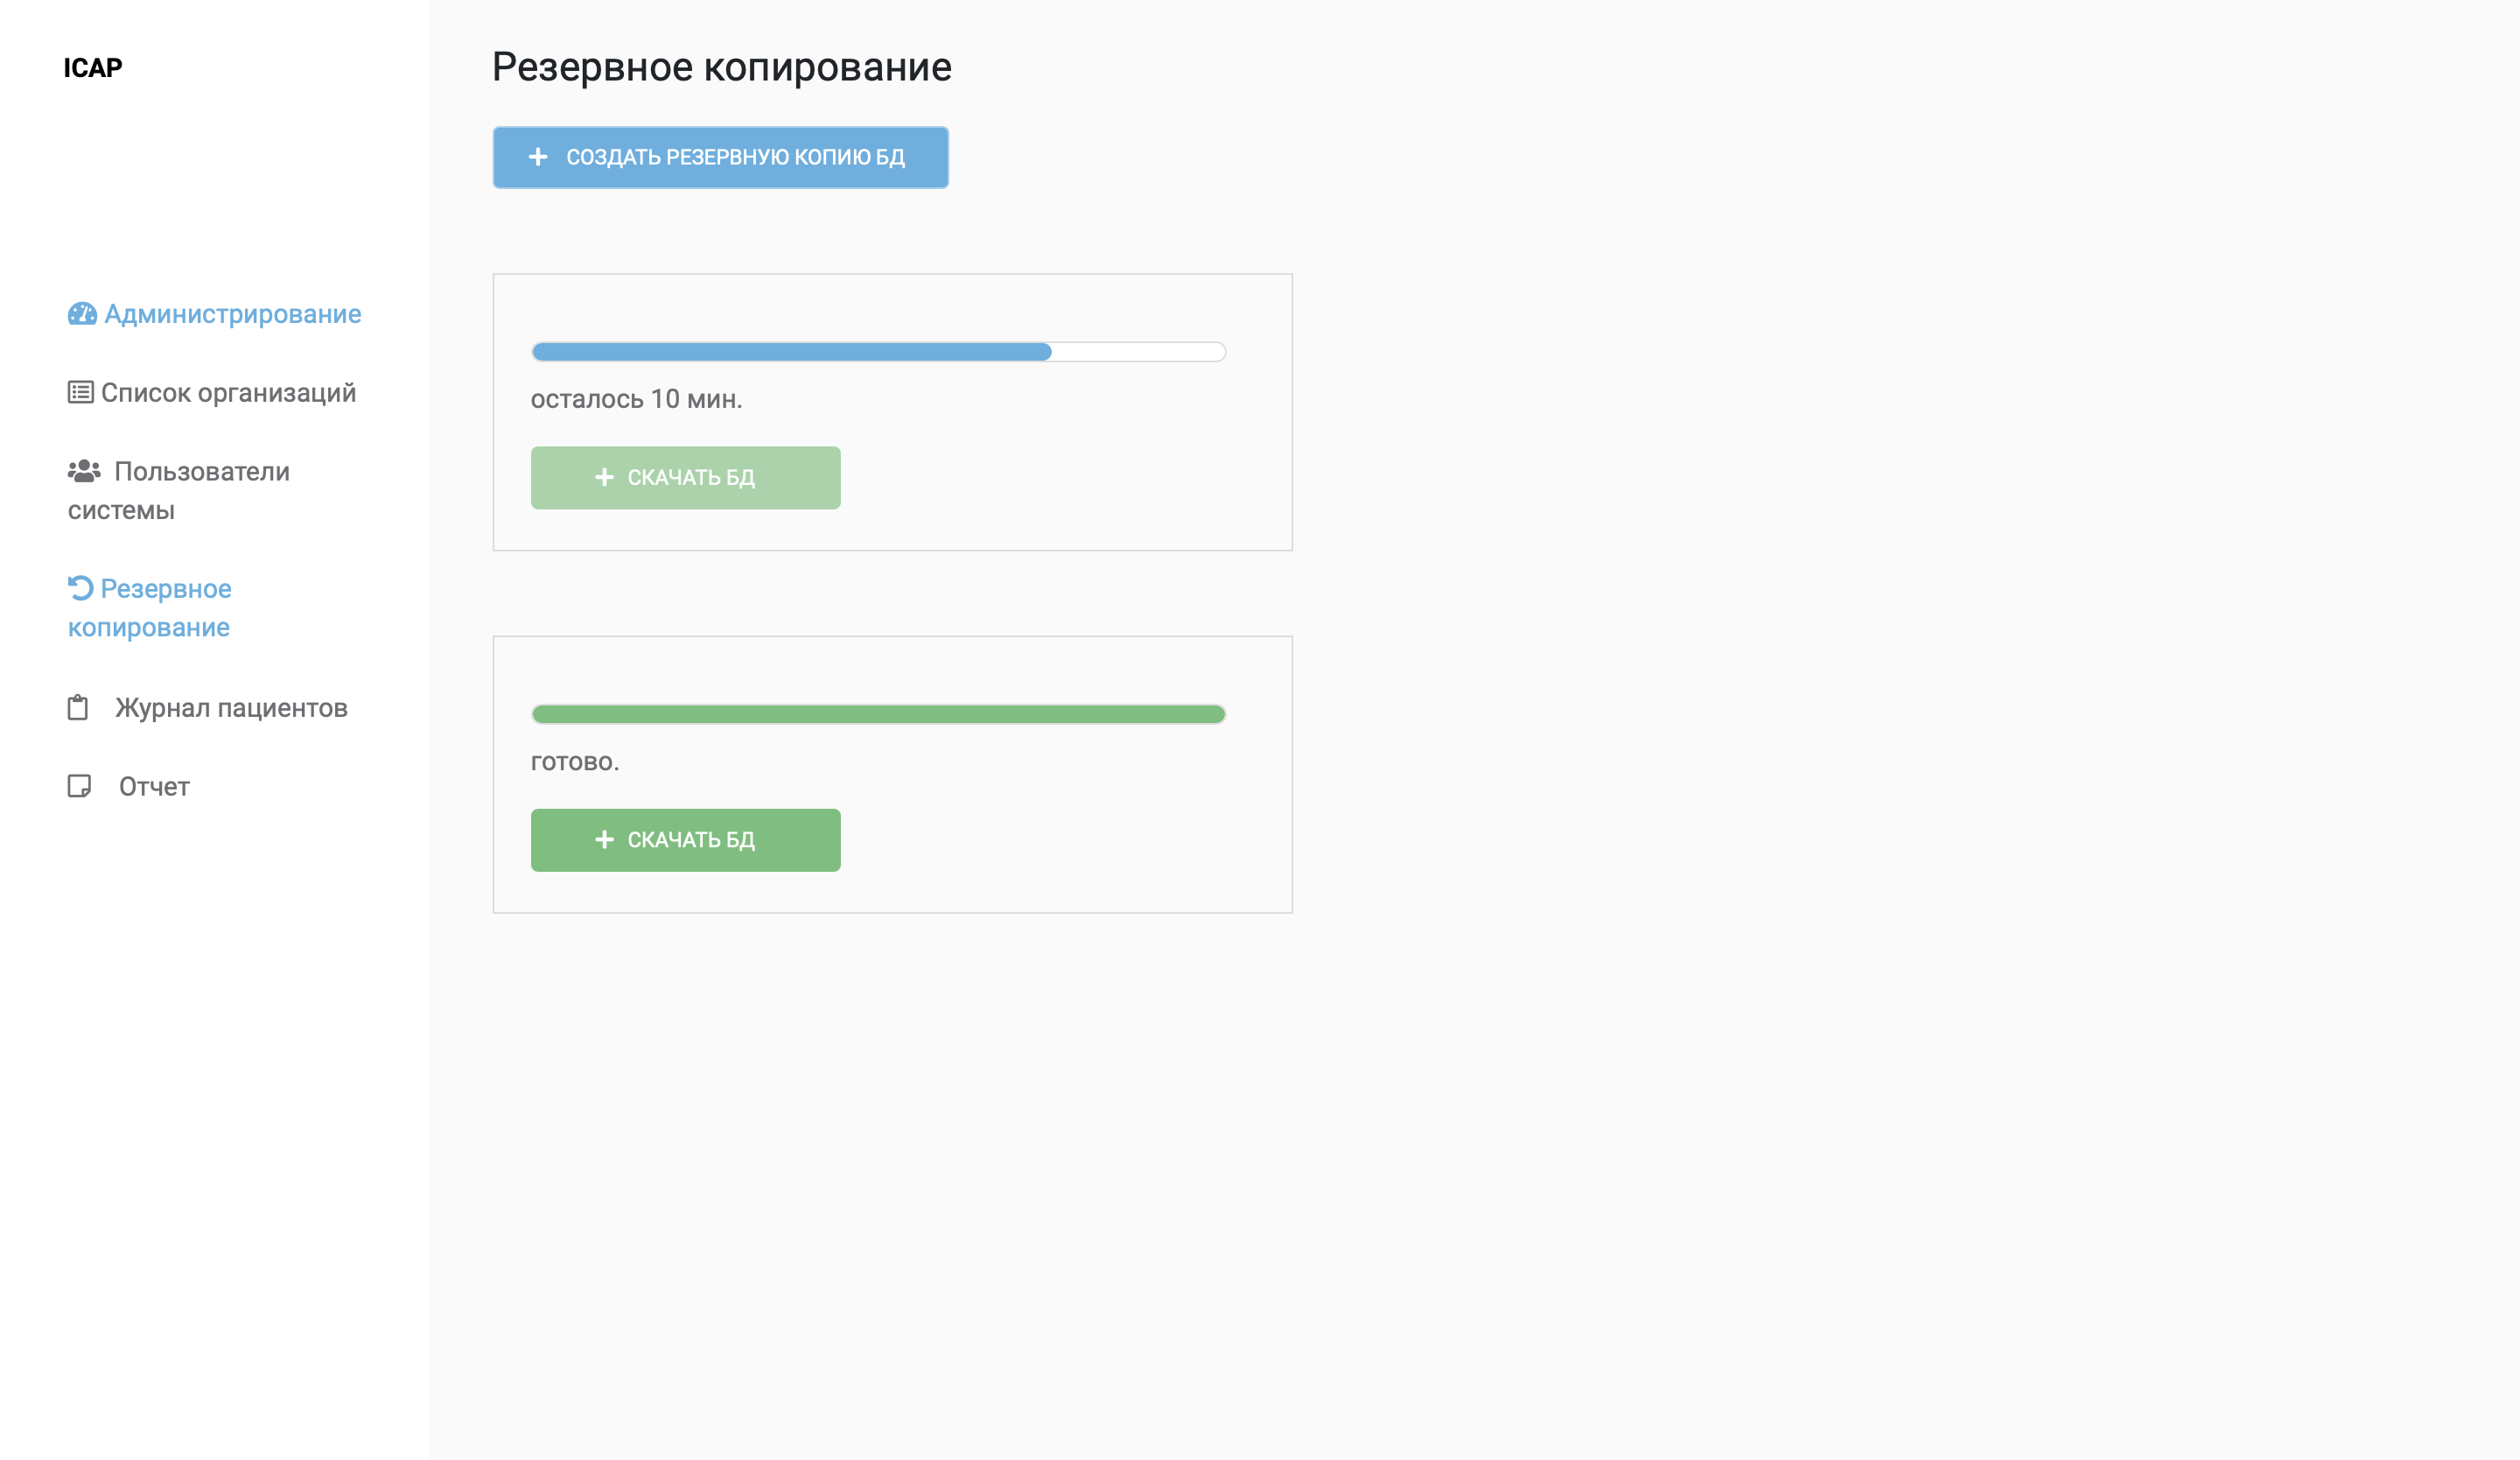 ICAP
Администрирование
Список организаций
Пользователи
системы
Резервное
копирование
Журнал пациентов
Отчет
Резервное копирование
СОЗДАТЬ РЕЗЕРВНУЮ КОПИЮ БД
осталось 10 мин.
СКАЧАТЬ БД
готово.
СКАЧАТЬ БД